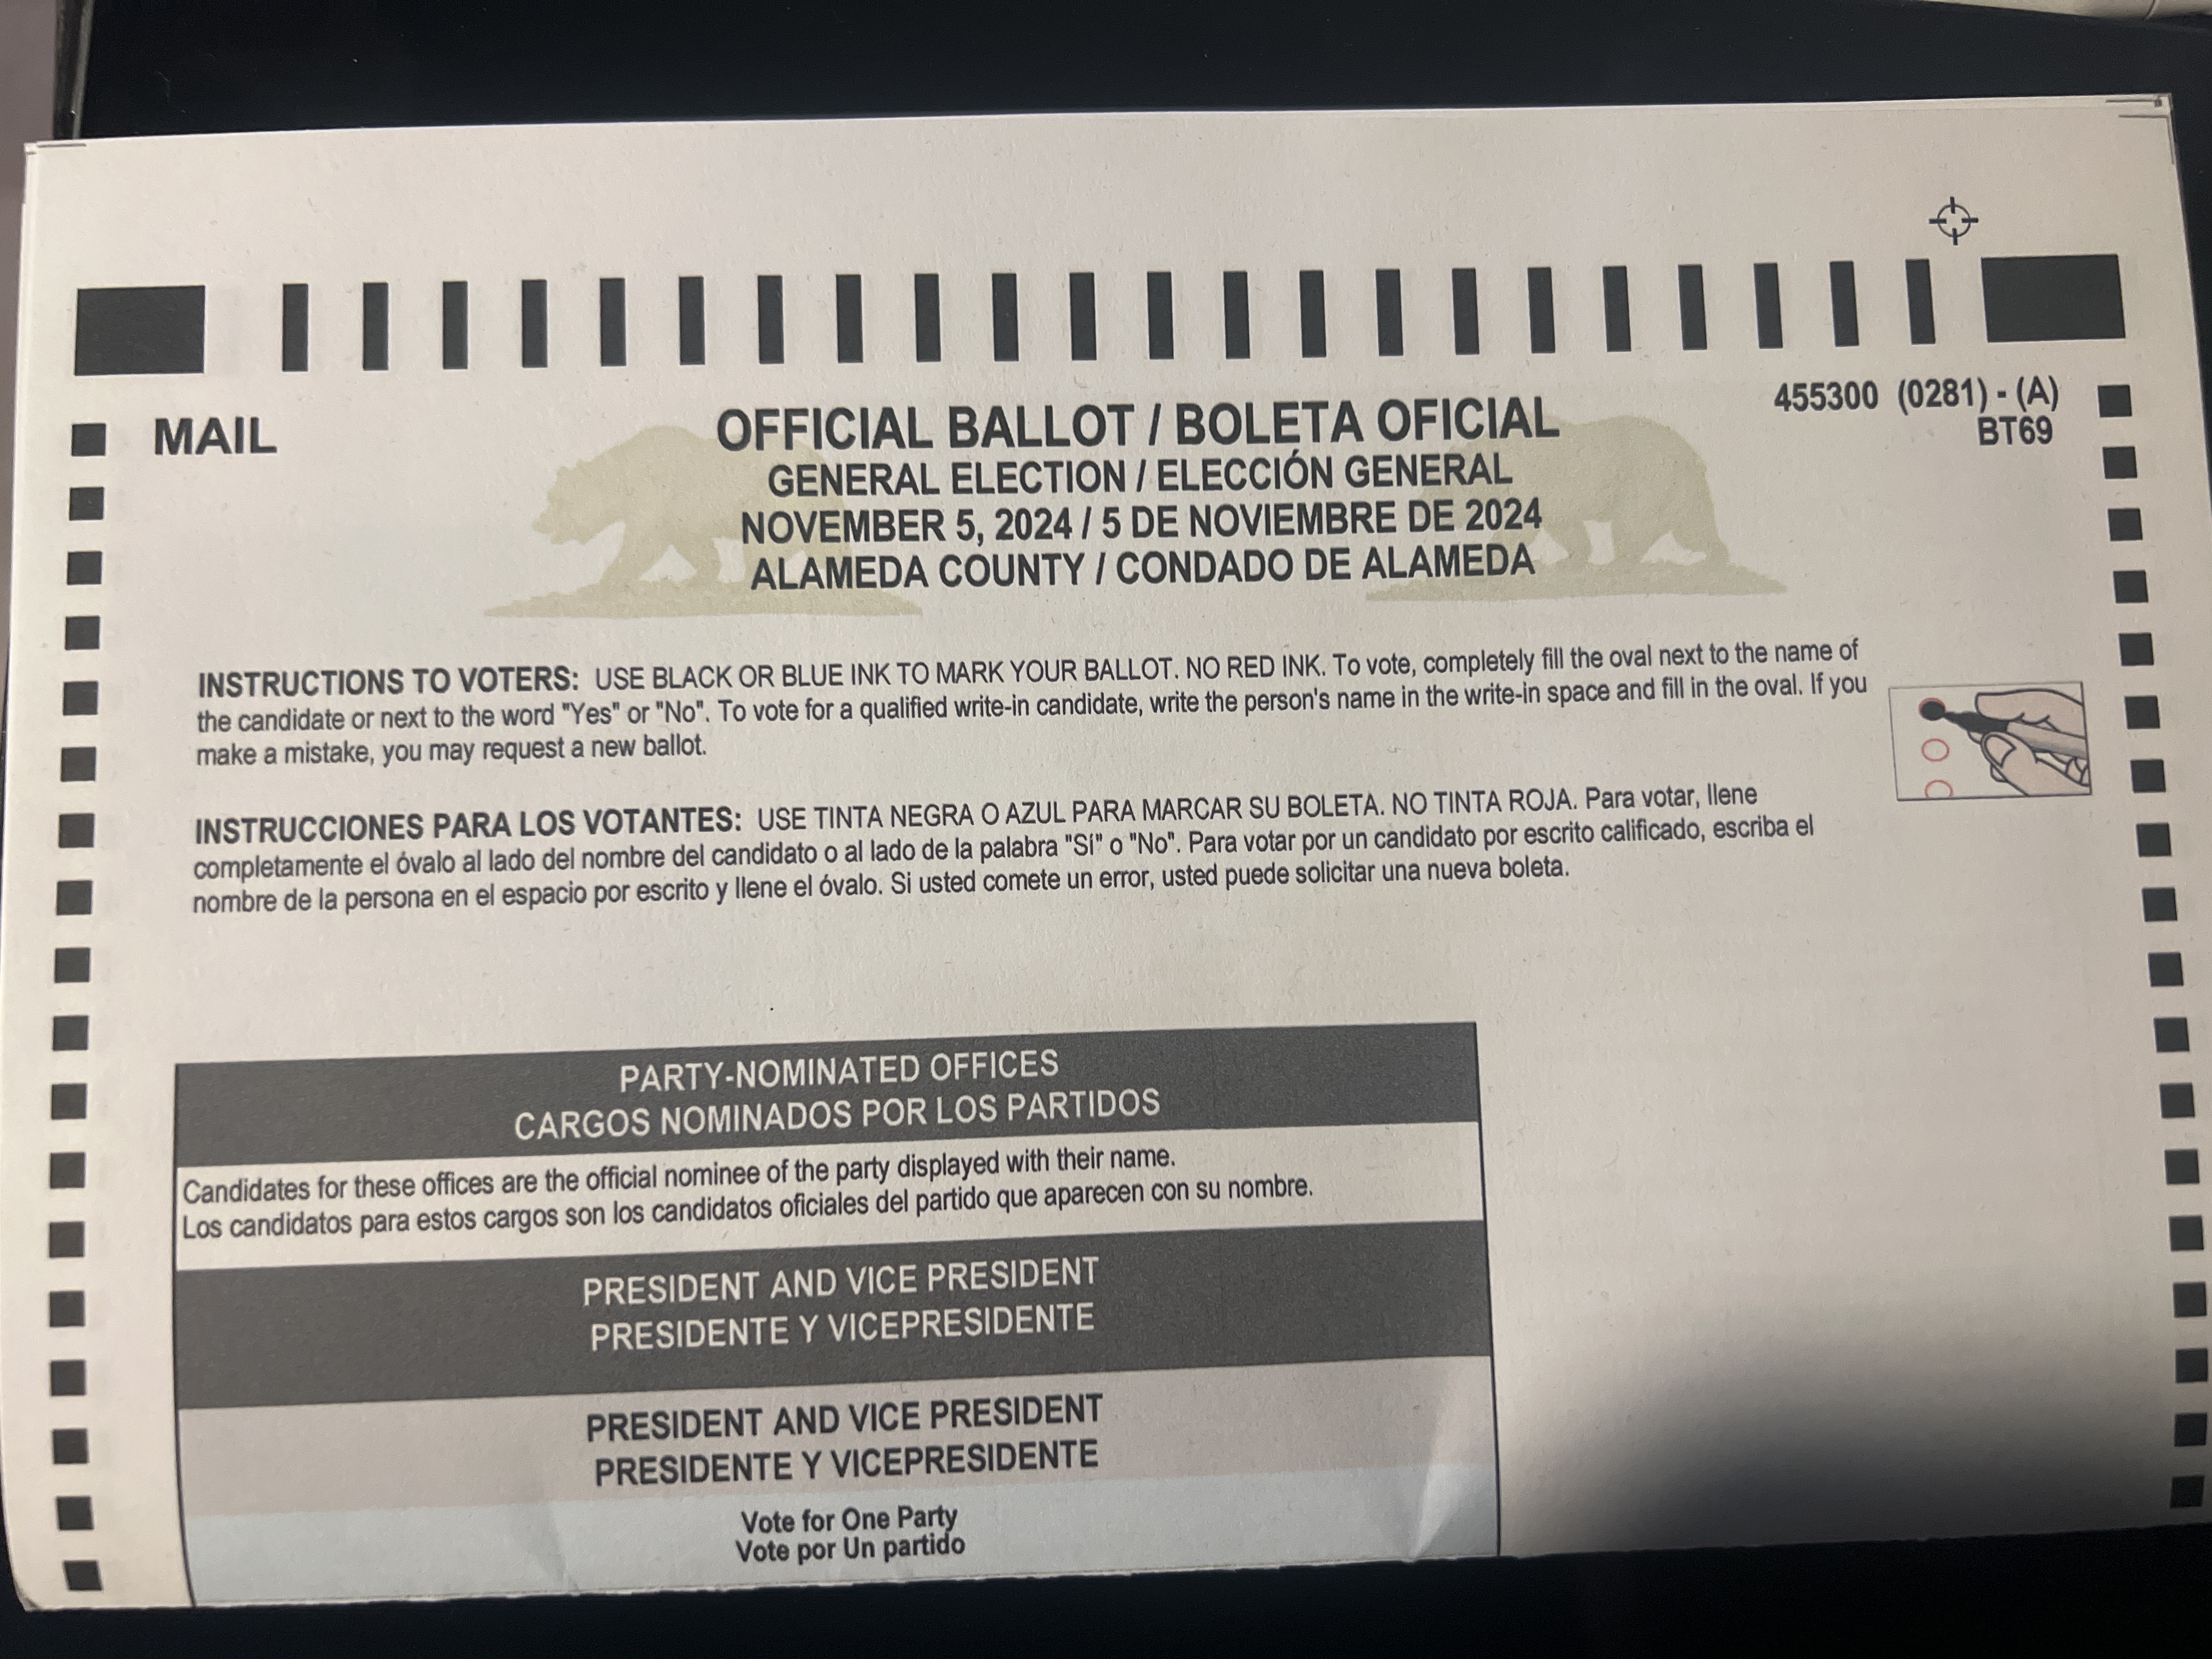 MAIL
OFFICIAL BALLOT / BOLETA OFICIAL
GENERAL ELECTION / ELECCIÓN GENERAL
NOVEMBER 5, 2024 / 5 DE NOVIEMBRE DE 2024
ALAMEDA COUNTY / CONDADO DE ALAMEDA
455300 (0281) - (A)
BT69
INSTRUCTIONS TO VOTERS: USE BLACK OR BLUE INK TO MARK YOUR BALLOT. NO RED INK. To vote, completely fill the oval next to the name of
the candidate or next to the word "Yes" or "No". To vote for a qualified write-in candidate, write the person's name in the write-in space and fill in the oval. If you
make a mistake, you may request a new ballot.
INSTRUCCIONES PARA LOS VOTANTES: USE TINTA NEGRA O AZUL PARA MARCAR SU BOLETA. NO TINTA ROJA. Para votar, llene
completamente el óvalo al lado del nombre del candidato o al lado de la palabra "Sí" o "No". Para votar por un candidato por escrito calificado, escriba el
nombre de la persona en el espacio por escrito y llene el óvalo. Si usted comete un error, usted puede solicitar una nueva boleta.
PARTY-NOMINATED OFFICES
CARGOS NOMINADOS POR LOS PARTIDOS
Candidates for these offices are the official nominee of the party displayed with their name.
Los candidatos para estos cargos son los candidatos oficiales del partido que aparecen con su nombre.
PRESIDENT AND VICE PRESIDENT
PRESIDENTE Y VICEPRESIDENTE
PRESIDENT AND VICE PRESIDENT
PRESIDENTE Y VICEPRESIDENTE
Vote for One Party
Vote por Un partido